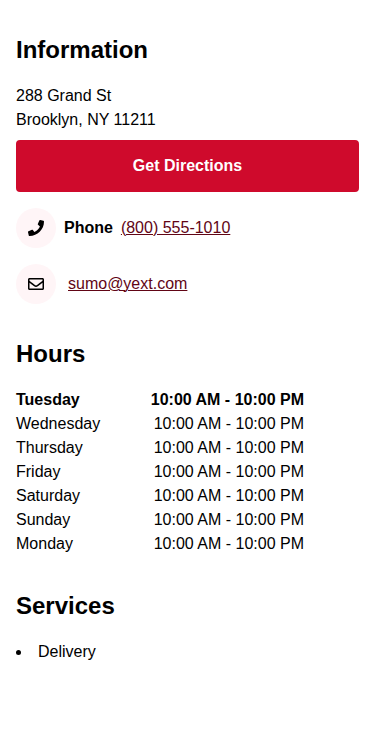 Information
288 Grand St
Brooklyn, NY 11211
Get Directions
Phone (800) 555-1010
sumo@yext.com
Hours
Tuesday 10:00 AM - 10:00 PM
Wednesday 10:00 AM - 10:00 PM
Thursday 10:00 AM - 10:00 PM
Friday 10:00 AM - 10:00 PM
Saturday 10:00 AM - 10:00 PM
Sunday 10:00 AM - 10:00 PM
Monday 10:00 AM - 10:00 PM
Services
• Delivery